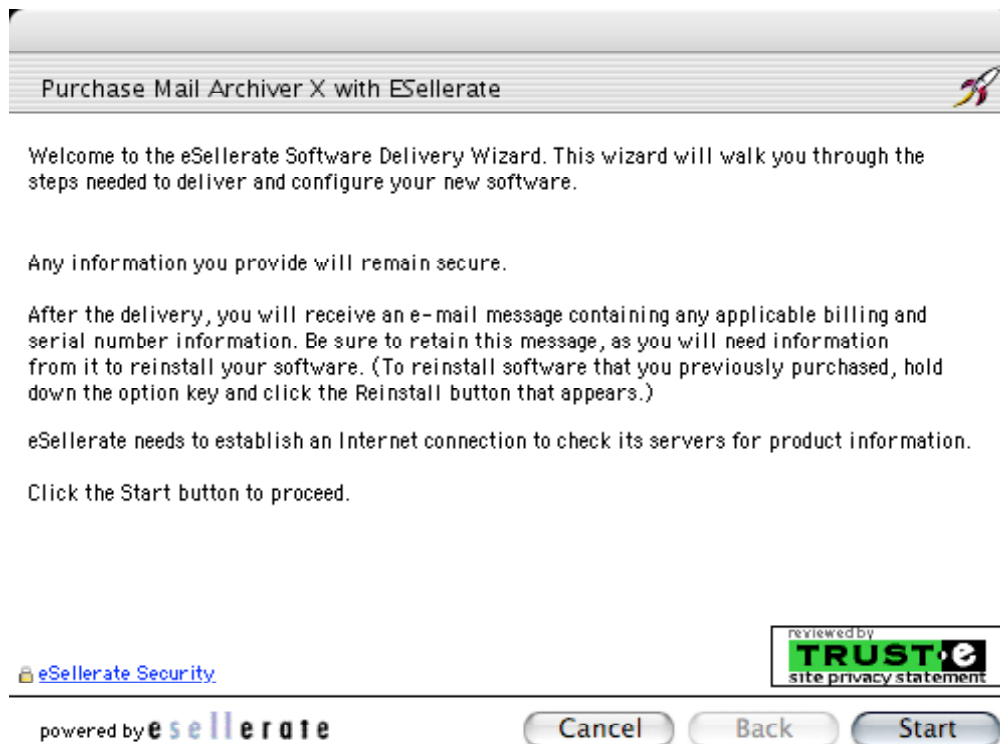 Purchase Mail Archiver X with ESellerate
Welcome to the eSellerate Software Delivery Wizard. This wizard will walk you through the
steps needed to deliver and configure your new software.
Any information you provide will remain secure.
After the delivery, you will receive an e-mail message containing any applicable billing and
serial number information. Be sure to retain this message, as you will need information
from it to reinstall your software. (To reinstall software that you previously purchased, hold
down the option key and click the Reinstall button that appears.)
eSellerate needs to establish an Internet connection to check its servers for product information.
Click the Start button to proceed.
reviewed by
TRUST•e
site privacy statement
eSellerate Security
powered by esellerate
Cancel Back Start